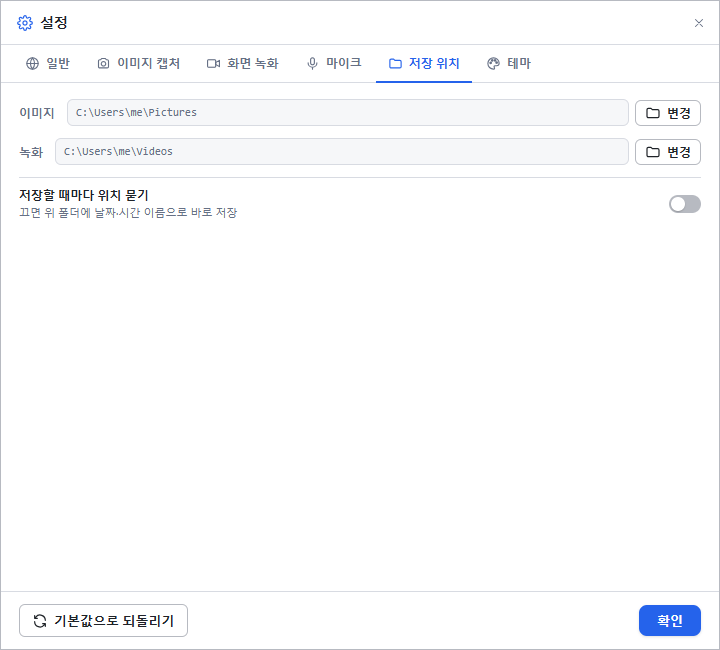 설정
일반 이미지 캡처 화면 녹화 마이크 저장 위치 테마
이미지 C:\Users\me\Pictures 변경
녹화 C:\Users\me\Videos 변경
저장할 때마다 위치 묻기
끄면 위 폴더에 날짜·시간 이름으로 바로 저장
기본값으로 되돌리기 확인